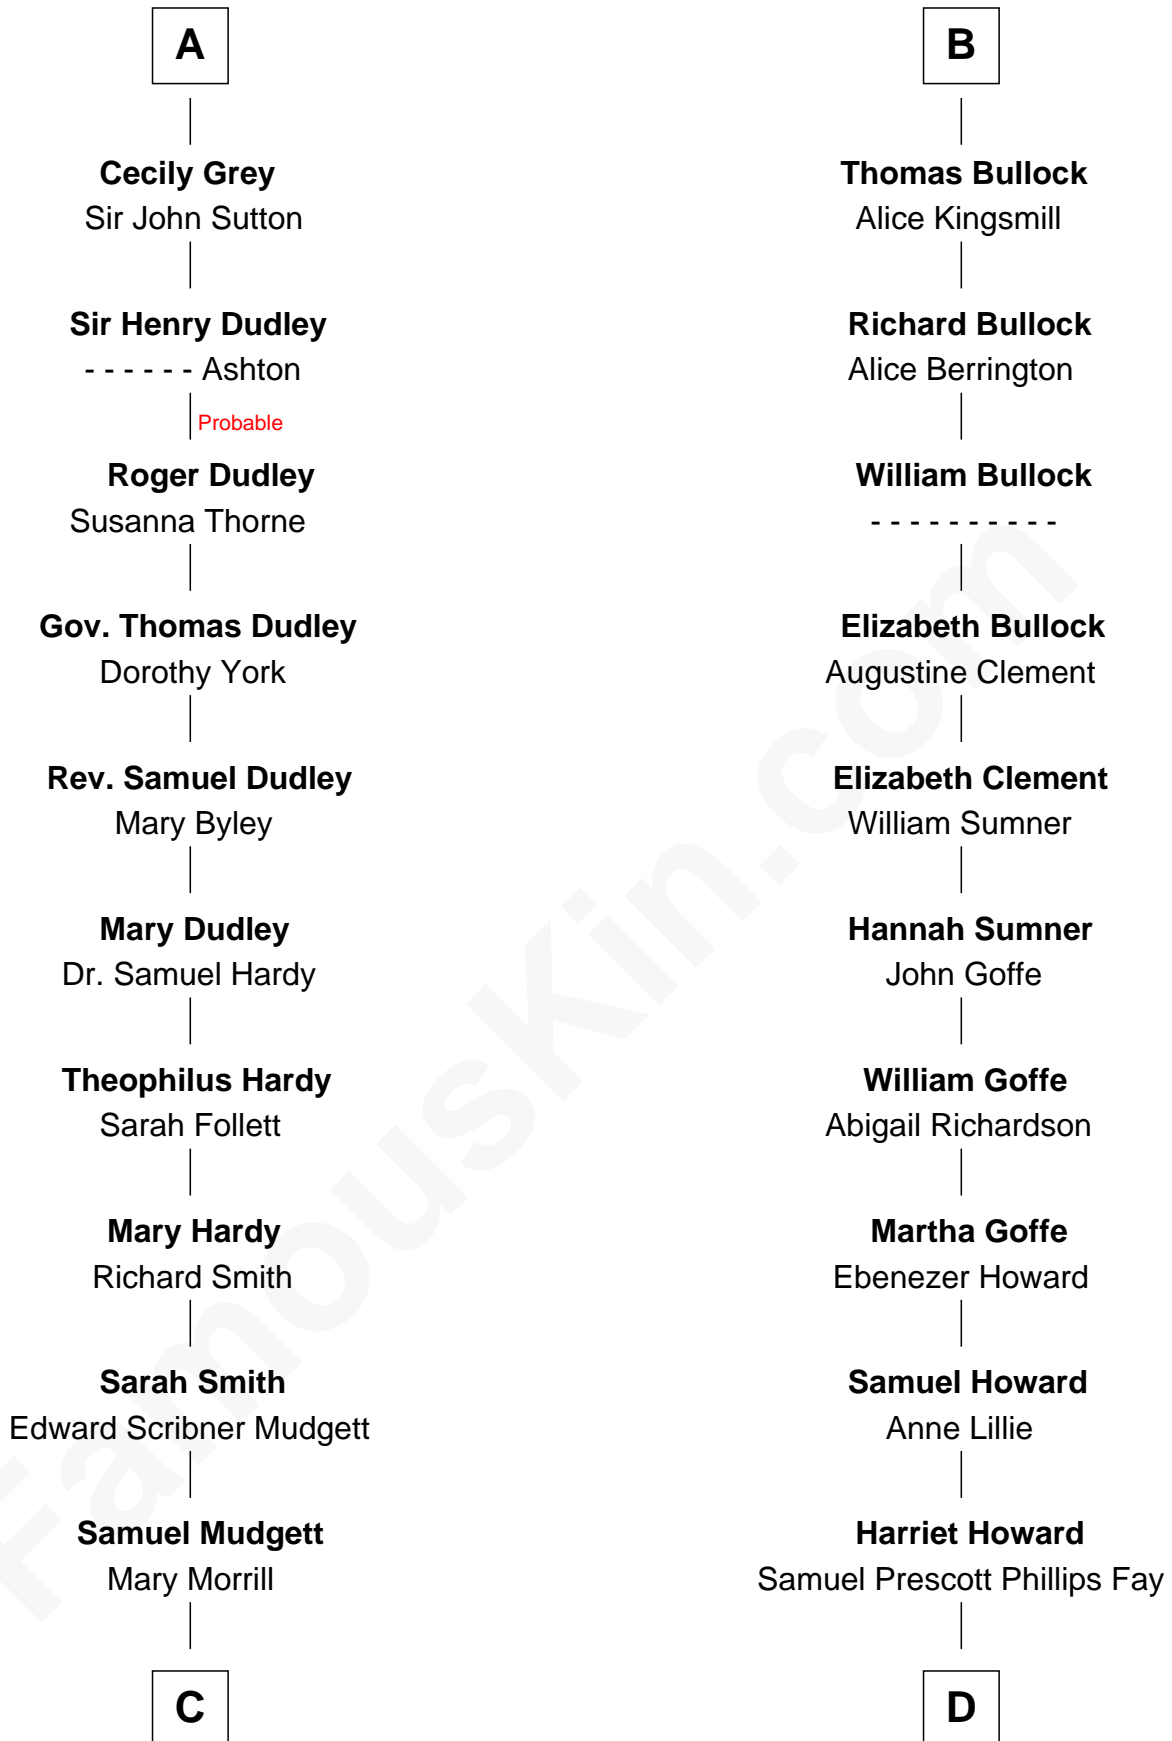 A
Cecily Grey
Sir John Sutton
Sir Henry Dudley
- - - - - - Ashton
Probable
Roger Dudley
Susanna Thorne
Gov. Thomas Dudley
Dorothy York
Rev. Samuel Dudley
Mary Byley
Mary Dudley
Dr. Samuel Hardy
Theophilus Hardy
Sarah Follett
Mary Hardy
Richard Smith
Sarah Smith
Edward Scribner Mudgett
Samuel Mudgett
Mary Morrill
C
B
Thomas Bullock
Alice Kingsmill
Richard Bullock
Alice Berrington
William Bullock
- - - - - - - - - -
Elizabeth Bullock
Augustine Clement
Elizabeth Clement
William Sumner
Hannah Sumner
John Goffe
William Goffe
Abigail Richardson
Martha Goffe
Ebenezer Howard
Samuel Howard
Anne Lillie
Harriet Howard
Samuel Prescott Phillips Fay
D
FamousKin.com